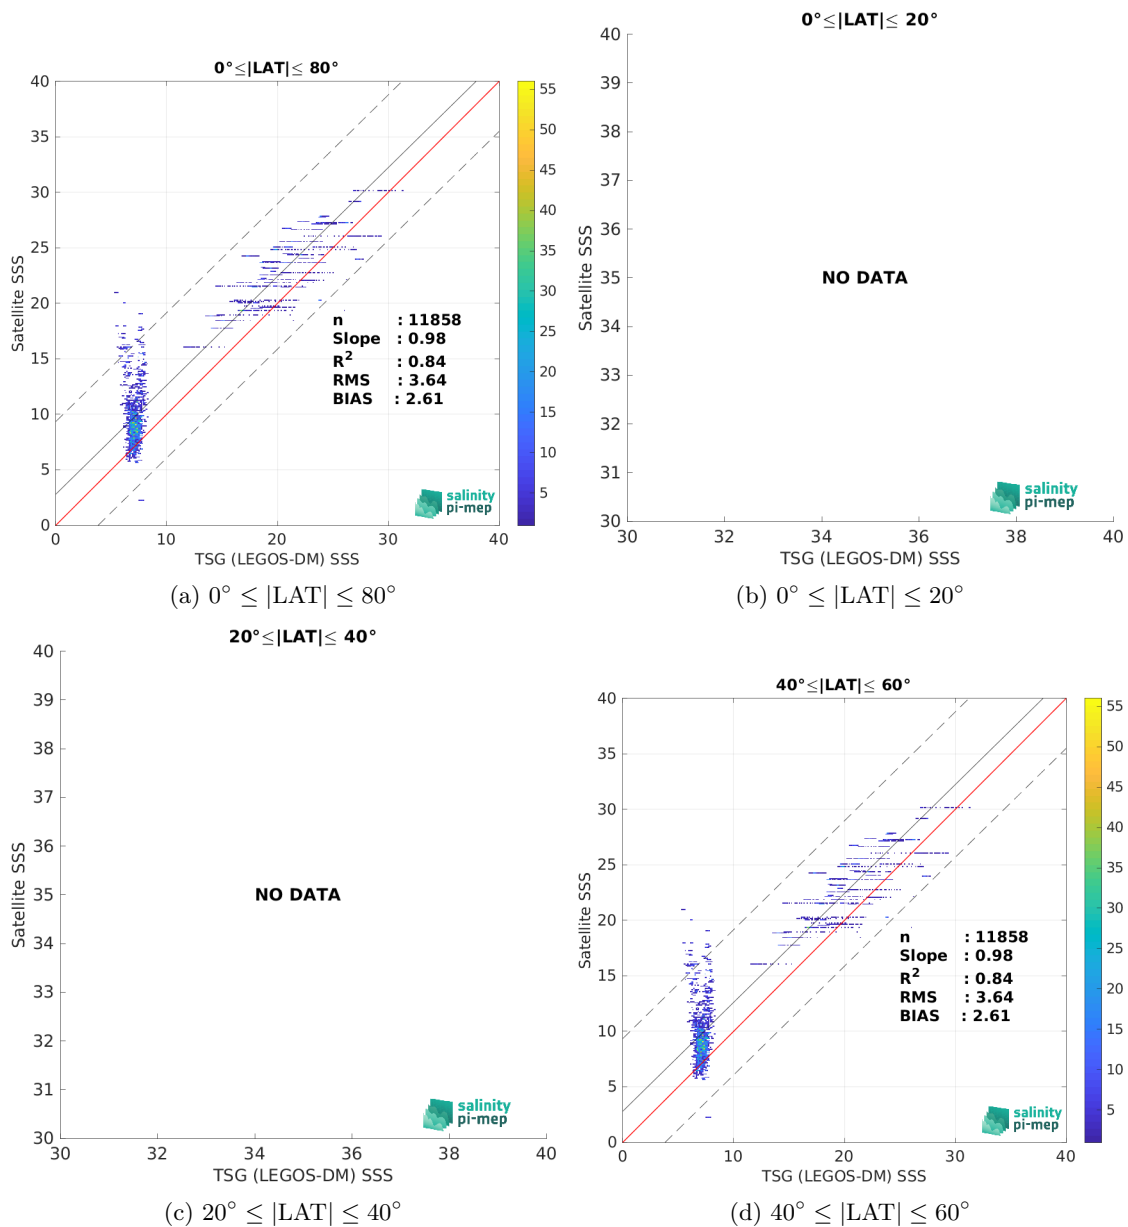 0°≤|LAT|≤ 80°
40
35
30
25
20
15
10
5
0
0
10
20
30
40
Satellite SSS
TSG (LEGOS-DM) SSS
n : 11858
Slope : 0.98
R² : 0.84
RMS : 3.64
BIAS : 2.61
salinity
pi-mep
55
50
45
40
35
30
25
20
15
10
5
(a) 0° ≤ |LAT| ≤ 80°
0°≤|LAT|≤ 20°
40
39
38
37
36
35
34
33
32
31
30
30
32
34
36
38
40
Satellite SSS
TSG (LEGOS-DM) SSS
NO DATA
salinity
pi-mep
(b) 0° ≤ |LAT| ≤ 20°
20°≤|LAT|≤ 40°
40
39
38
37
36
35
34
33
32
31
30
30
32
34
36
38
40
Satellite SSS
TSG (LEGOS-DM) SSS
NO DATA
salinity
pi-mep
(c) 20° ≤ |LAT| ≤ 40°
40°≤|LAT|≤ 60°
40
35
30
25
20
15
10
5
0
0
10
20
30
40
Satellite SSS
TSG (LEGOS-DM) SSS
n : 11858
Slope : 0.98
R² : 0.84
RMS : 3.64
BIAS : 2.61
salinity
pi-mep
55
50
45
40
35
30
25
20
15
10
5
(d) 40° ≤ |LAT| ≤ 60°